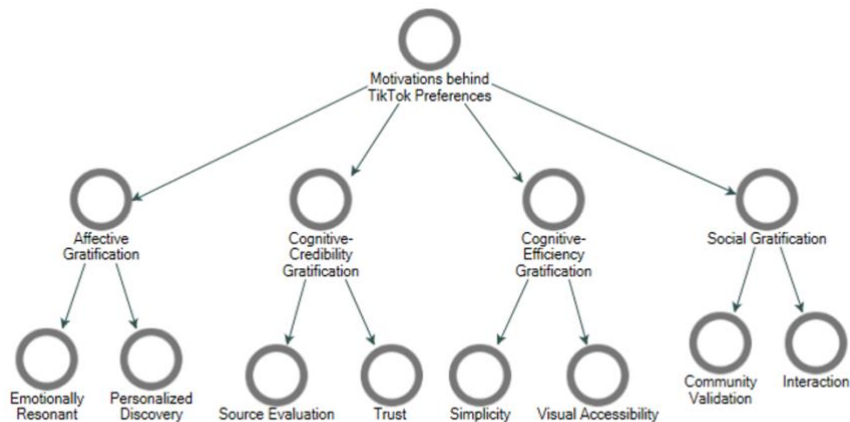 Motivations behind
TikTok Preferences
Affective
Gratification
Cognitive-
Credibility
Gratification
Cognitive-
Efficiency
Gratification
Social Gratification
Emotionally
Resonant
Personalized
Discovery
Source Evaluation
Trust
Simplicity
Visual Accessibility
Community
Validation
Interaction